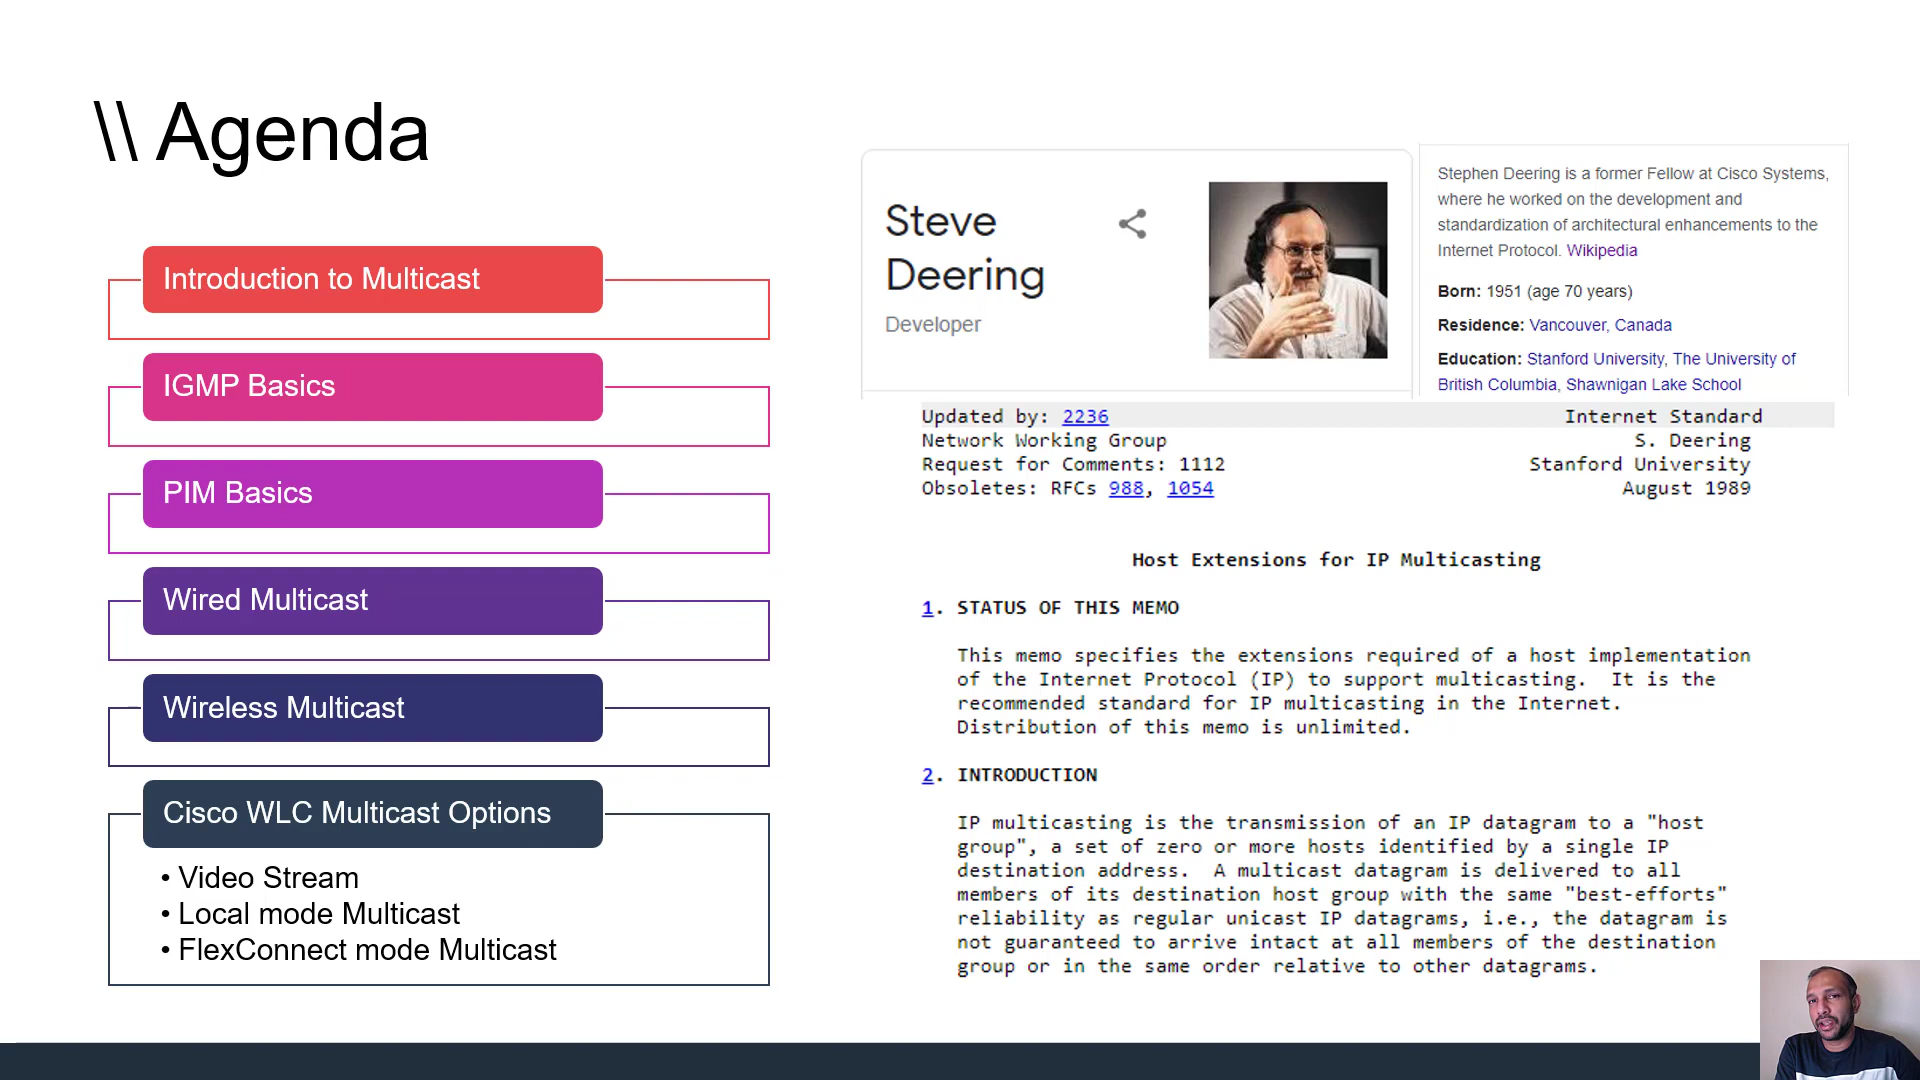 \\ Agenda
Introduction to Multicast
IGMP Basics
PIM Basics
Wired Multicast
Wireless Multicast
Cisco WLC Multicast Options
• Video Stream
• Local mode Multicast
• FlexConnect mode Multicast
Steve
Deering
Developer
Stephen Deering is a former Fellow at Cisco Systems,
where he worked on the development and
standardization of architectural enhancements to the
Internet Protocol. Wikipedia
Born: 1951 (age 70 years)
Residence: Vancouver, Canada
Education: Stanford University, The University of
British Columbia, Shawnigan Lake School
Updated by: 2236 Internet Standard
Network Working Group S. Deering
Request for Comments: 1112 Stanford University
Obsoletes: RFCs 988, 1054 August 1989
Host Extensions for IP Multicasting
1. STATUS OF THIS MEMO
This memo specifies the extensions required of a host implementation
of the Internet Protocol (IP) to support multicasting. It is the
recommended standard for IP multicasting in the Internet.
Distribution of this memo is unlimited.
2. INTRODUCTION
IP multicasting is the transmission of an IP datagram to a "host
group", a set of zero or more hosts identified by a single IP
destination address. A multicast datagram is delivered to all
members of its destination host group with the same "best-efforts"
reliability as regular unicast IP datagrams, i.e., the datagram is
not guaranteed to arrive intact at all members of the destination
group or in the same order relative to other datagrams.